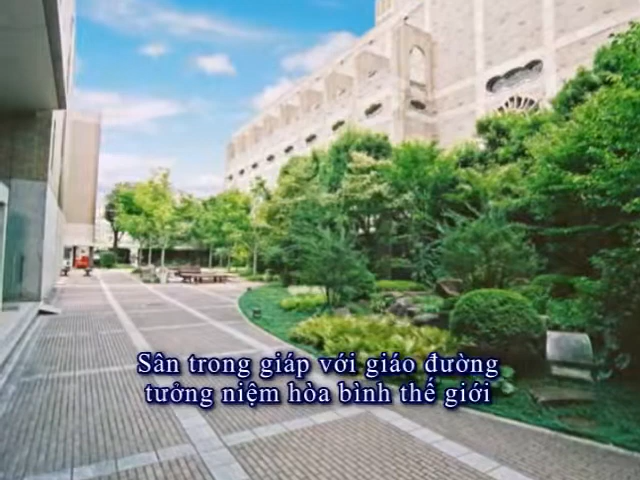 Sân trong giáp với giáo đường
tưởng niệm hòa bình thế giới